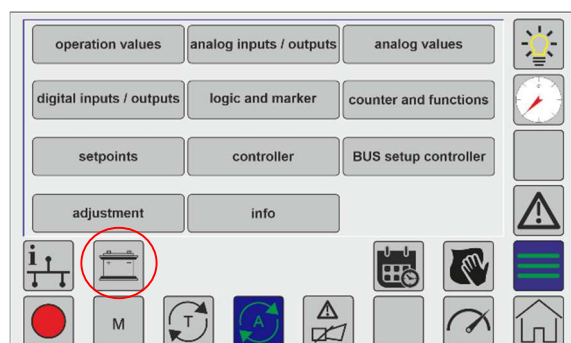 operation values
analog inputs / outputs
analog values
digital inputs / outputs
logic and marker
counter and functions
setpoints
controller
BUS setup controller
adjustment
info
i
M
T
A